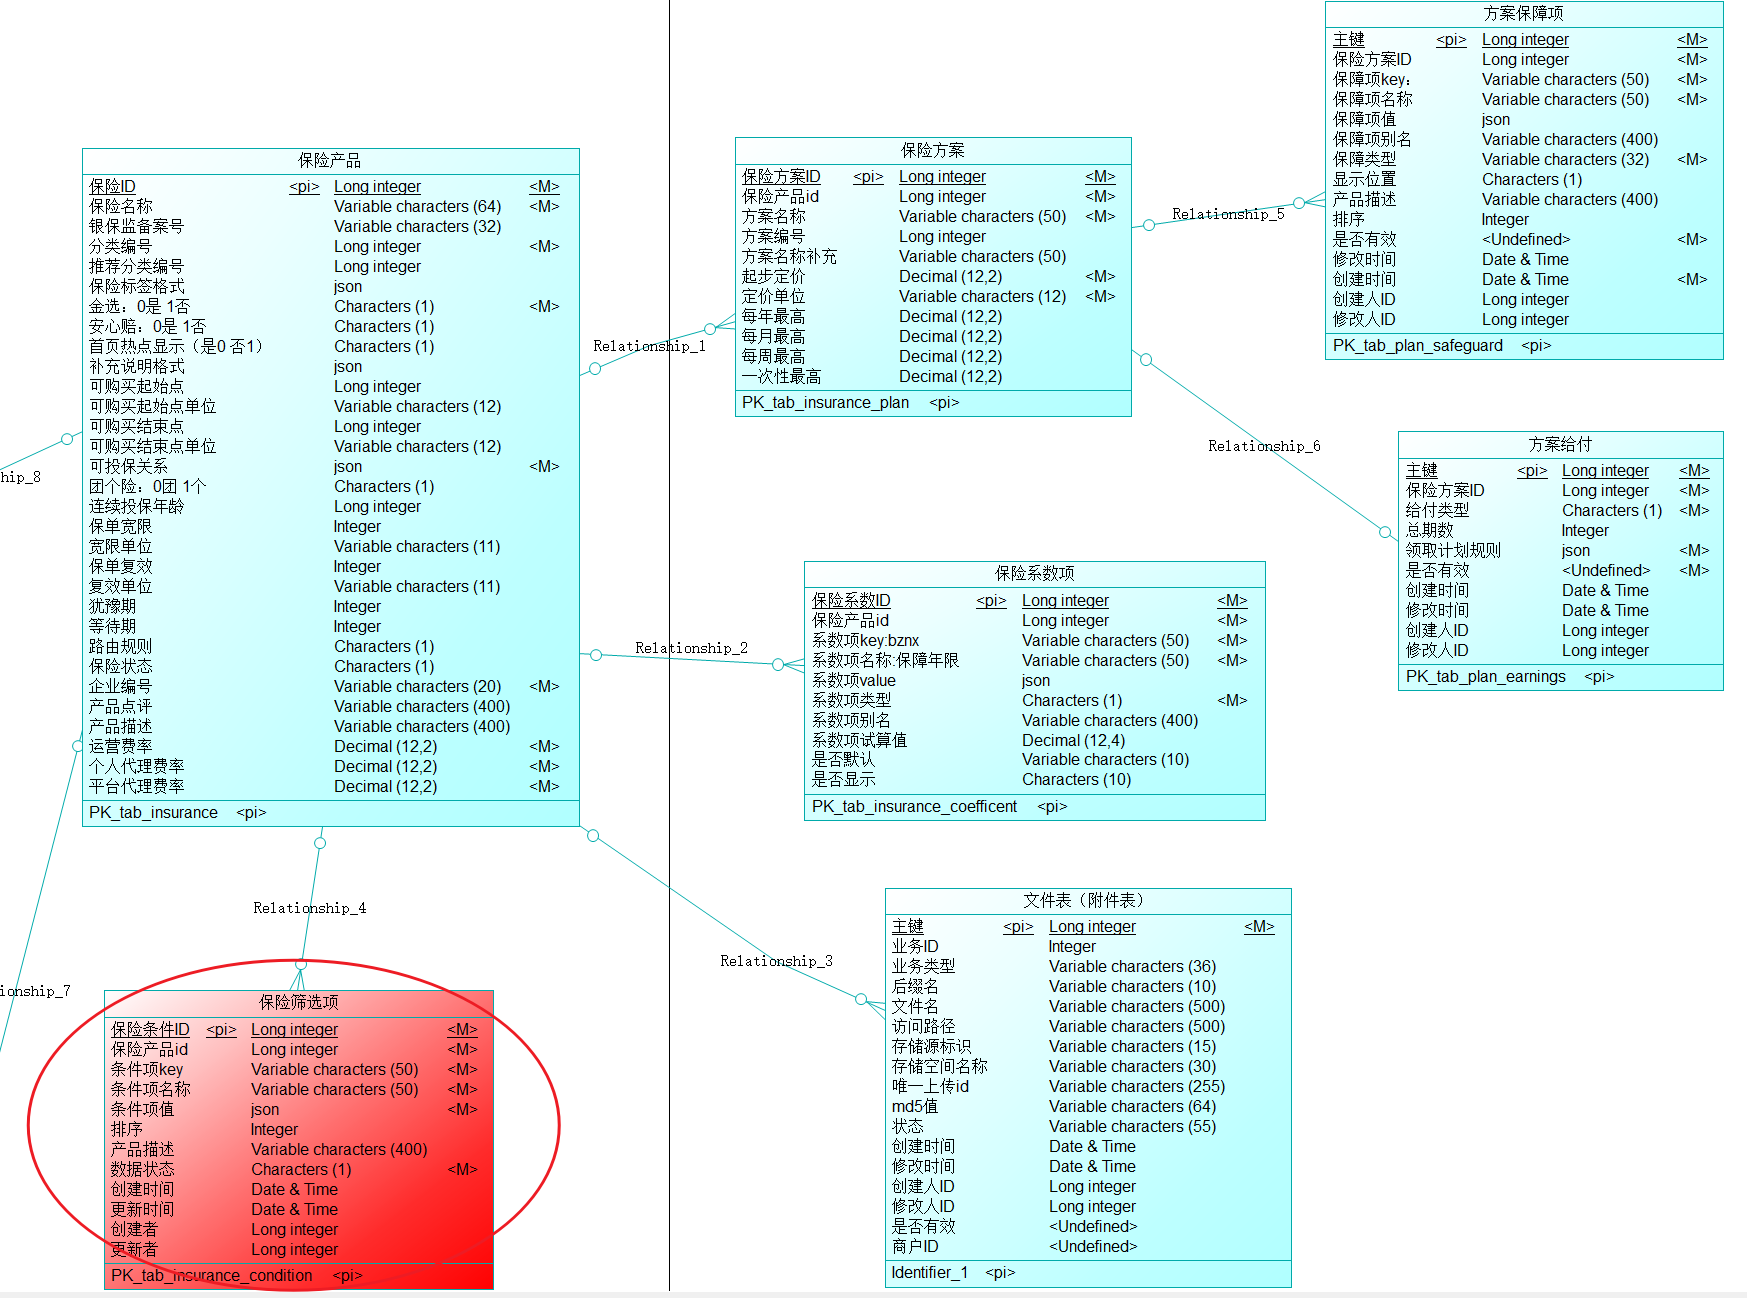 保险产品
保险ID <pi> Long integer <M>
保险名称 Variable characters (64) <M>
银保监备案号 Variable characters (32)
分类编号 Long integer <M>
推荐分类编号 Long integer
保险标签格式 json
金选：0是 1否 Characters (1) <M>
安心赔：0是 1否 Characters (1)
首页热点显示（是0 否1） Characters (1)
补充说明格式 json
可购买起始点 Long integer
可购买起始点单位 Variable characters (12)
可购买结束点 Long integer
可购买结束点单位 Variable characters (12)
可投保关系 json <M>
团个险：0团 1个 Characters (1)
连续投保年龄 Long integer
保单宽限 Integer
宽限单位 Variable characters (11)
保单复效 Integer
复效单位 Variable characters (11)
犹豫期 Integer
等待期 Integer
路由规则 Characters (1)
保险状态 Characters (1)
企业编号 Variable characters (20) <M>
产品点评 Variable characters (400)
产品描述 Variable characters (400)
运营费率 Decimal (12,2) <M>
个人代理费率 Decimal (12,2) <M>
平台代理费率 Decimal (12,2) <M>
PK_tab_insurance <pi>
hip_8
ionship_7
Relationship_4
保险筛选项
保险条件ID <pi> Long integer <M>
保险产品id Long integer <M>
条件项key Variable characters (50) <M>
条件项名称 Variable characters (50) <M>
条件项值 json <M>
排序 Integer
产品描述 Variable characters (400)
数据状态 Characters (1) <M>
创建时间 Date & Time
更新时间 Date & Time
创建者 Long integer
更新者 Long integer
PK_tab_insurance_condition <pi>
Relationship_1
保险方案
保险方案ID <pi> Long integer <M>
保险产品id Long integer <M>
方案名称 Variable characters (50) <M>
方案编号 Long integer
方案名称补充 Variable characters (50)
起步定价 Decimal (12,2) <M>
定价单位 Variable characters (12) <M>
每年最高 Decimal (12,2)
每月最高 Decimal (12,2)
每周最高 Decimal (12,2)
一次性最高 Decimal (12,2)
PK_tab_insurance_plan <pi>
Relationship_5
方案保障项
主键 <pi> Long integer <M>
保险方案ID Long integer <M>
保障项key： Variable characters (50) <M>
保障项名称 Variable characters (50) <M>
保障项值 json
保障项别名 Variable characters (400)
保障类型 Variable characters (32) <M>
显示位置 Characters (1)
产品描述 Variable characters (400)
排序 Integer
是否有效 <Undefined> <M>
修改时间 Date & Time
创建时间 Date & Time <M>
创建人ID Long integer
修改人ID Long integer
PK_tab_plan_safeguard <pi>
Relationship_6
方案给付
主键 <pi> Long integer <M>
保险方案ID Long integer <M>
给付类型 Characters (1) <M>
总期数 Integer
领取计划规则 json <M>
是否有效 <Undefined> <M>
创建时间 Date & Time
修改时间 Date & Time
创建人ID Long integer
修改人ID Long integer
PK_tab_plan_earnings <pi>
Relationship_2
保险系数项
保险系数ID <pi> Long integer <M>
保险产品id Long integer <M>
系数项key:bznx Variable characters (50) <M>
系数项名称:保障年限 Variable characters (50) <M>
系数项value json
系数项类型 Characters (1) <M>
系数项别名 Variable characters (400)
系数项试算值 Decimal (12,4)
是否默认 Variable characters (10)
是否显示 Characters (10)
PK_tab_insurance_coefficent <pi>
Relationship_3
文件表（附件表）
主键 <pi> Long integer <M>
业务ID Integer
业务类型 Variable characters (36)
后缀名 Variable characters (10)
文件名 Variable characters (500)
访问路径 Variable characters (500)
存储源标识 Variable characters (15)
存储空间名称 Variable characters (30)
唯一上传id Variable characters (255)
md5值 Variable characters (64)
状态 Variable characters (55)
创建时间 Date & Time
修改时间 Date & Time
创建人ID Long integer
修改人ID Long integer
是否有效 <Undefined>
商户ID <Undefined>
Identifier_1 <pi>